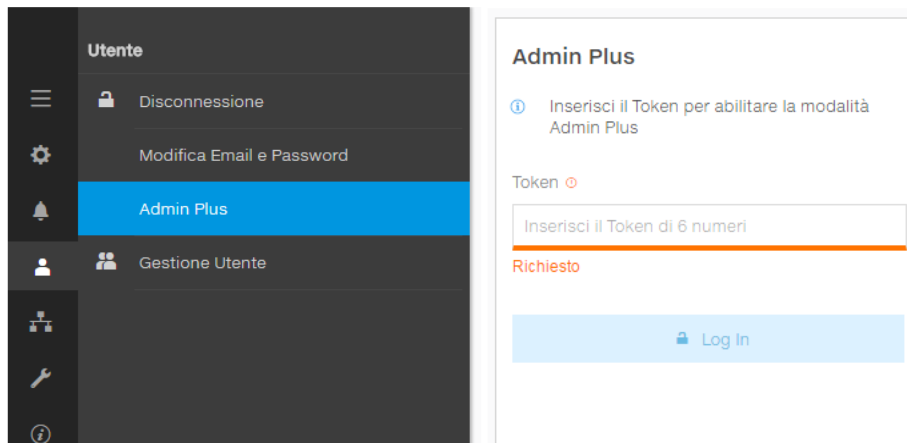 Utente
Disconnessione
Modifica Email e Password
Admin Plus
Gestione Utente
Admin Plus
Inserisci il Token per abilitare la modalità
Admin Plus
Token
Inserisci il Token di 6 numeri
Richiesto
Log In